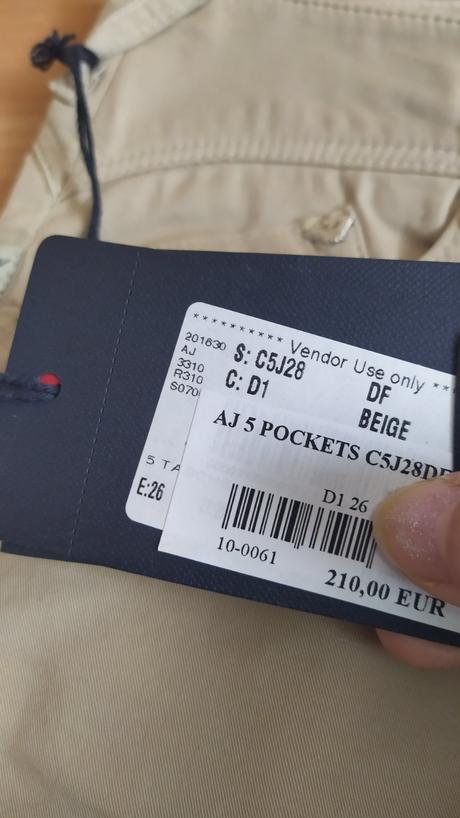 ********** Vendor Use only **
201630
AJ
3310
R310
S070
S: C5J28 DF
C: D1 BEIGE
5 TA
E:26
AJ 5 POCKETS C5J28DF
D1 26
10-0061
210,00 EUR